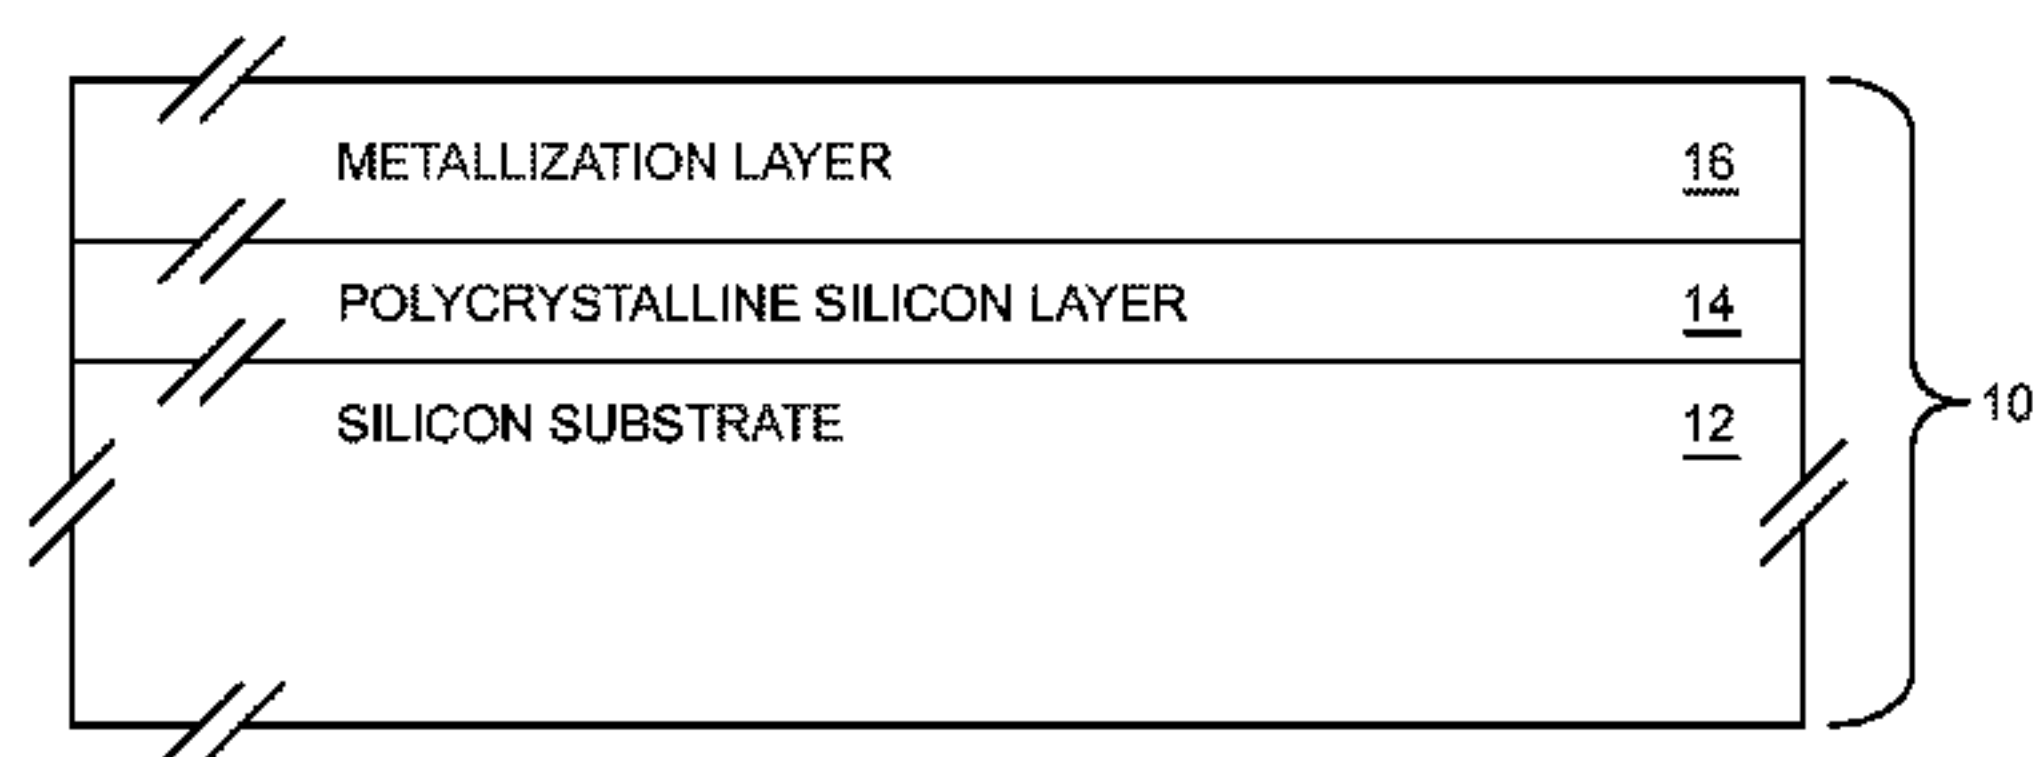 METALLIZATION LAYER 16
POLYCRYSTALLINE SILICON LAYER 14
10
SILICON SUBSTRATE 12